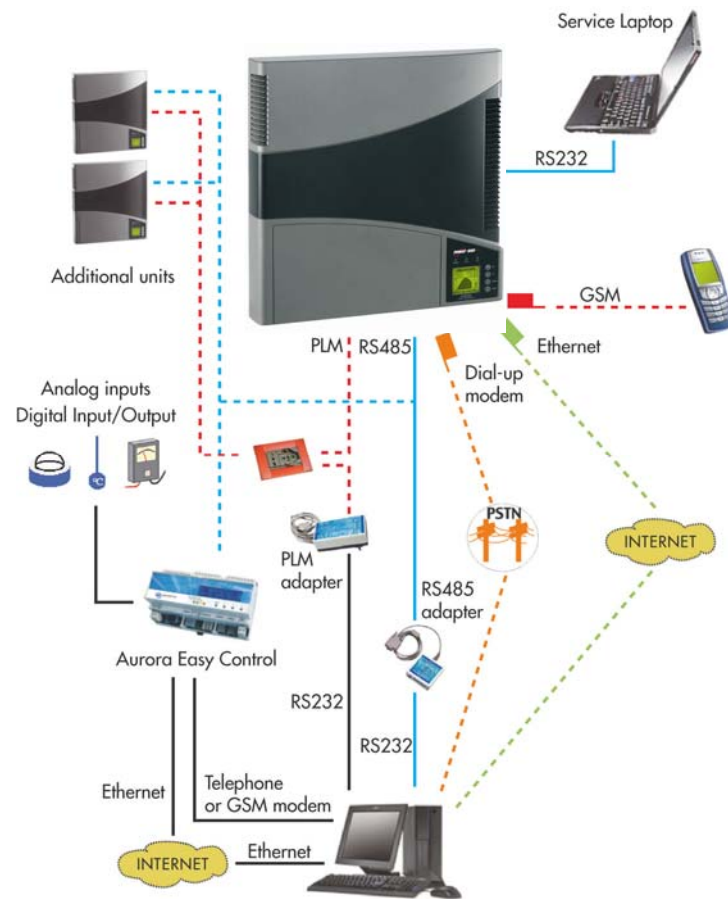 Service Laptop
RS232
Additional units
GSM
PLM
RS485
Ethernet
Dial-up
modem
Analog inputs
Digital Input/Output
°C
PSTN
INTERNET
PLM
adapter
RS485
adapter
Aurora Easy Control
RS232
RS232
Ethernet
Telephone
or GSM modem
Ethernet
INTERNET